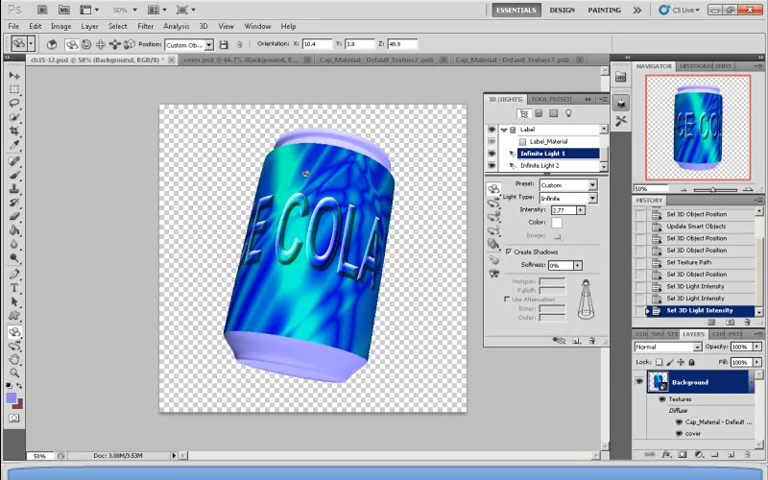 Ps 50% ESSENTIALS DESIGN PAINTING CS Live
File Edit Image Layer Select Filter Analysis 3D View Window Help
Position: Custom Ob... Orientation: X: 10.4 Y: 3.8 Z: 49.9
ch15-12.psd @ 50% (Background, RGB/8) * cover.psd @ 66.7% Cap_Material - Default Cap_Material - Default
NAVIGATOR HISTOGRAM INFO
3D {LIGHTS} TOOL PRESET
Label
Label_Material
Infinite Light 1
Infinite Light 2
Preset: Custom
Light Type: Infinite
Intensity: 2.77
Color:
Image:
Create Shadows
Softness: 0%
Hotspot:
Falloff:
Use Attenuation
Inner:
Outer:
CE COLA
50%
HISTORY
Set 3D Object Position
Update Smart Objects
Set 3D Object Position
Set 3D Object Position
Set Texture Path
Set 3D Object Position
Set 3D Light Intensity
Set 3D Light Intensity
Set 3D Light Intensity
LAYERS CHA PATH
Normal Opacity: 100%
Lock: Fill: 100%
Background
Textures
Diffuse
Cap_Material - Default ...
cover
50% Doc: 3.00M/3.53M